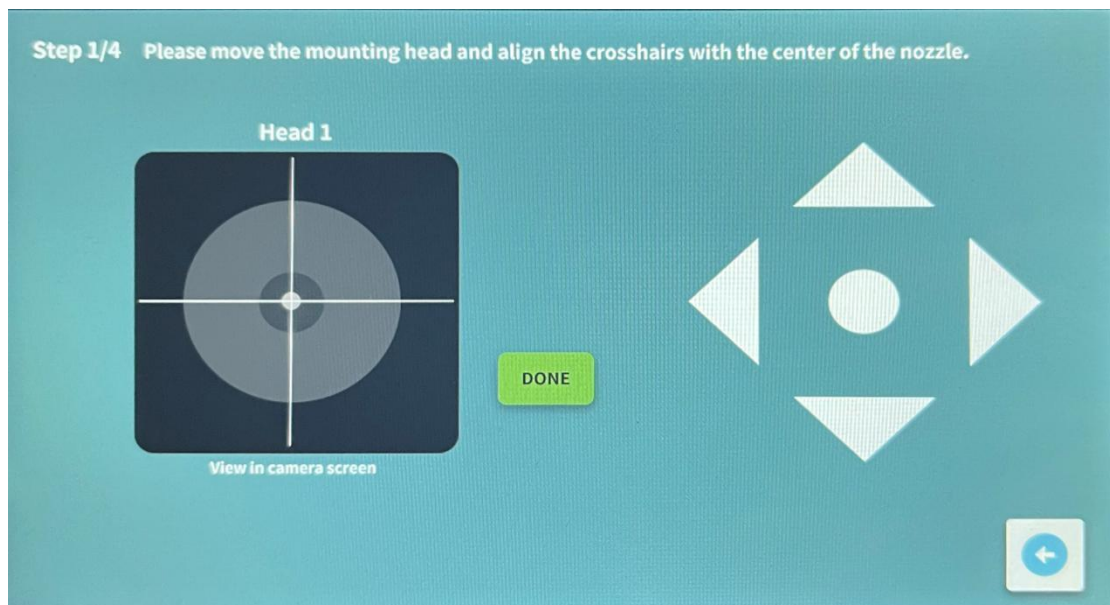 Step 1/4 Please move the mounting head and align the crosshairs with the center of the nozzle.
Head 1
DONE
View in camera screen